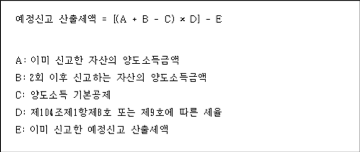 예정신고 산출세액 = [(A + B - C) × D] - E
A: 이미 신고한 자산의 양도소득금액
B: 2회 이후 신고하는 자산의 양도소득금액
C: 양도소득 기본공제
D: 제104조제1항제8호 또는 제9호에 따른 세율
E: 이미 신고한 예정신고 산출세액